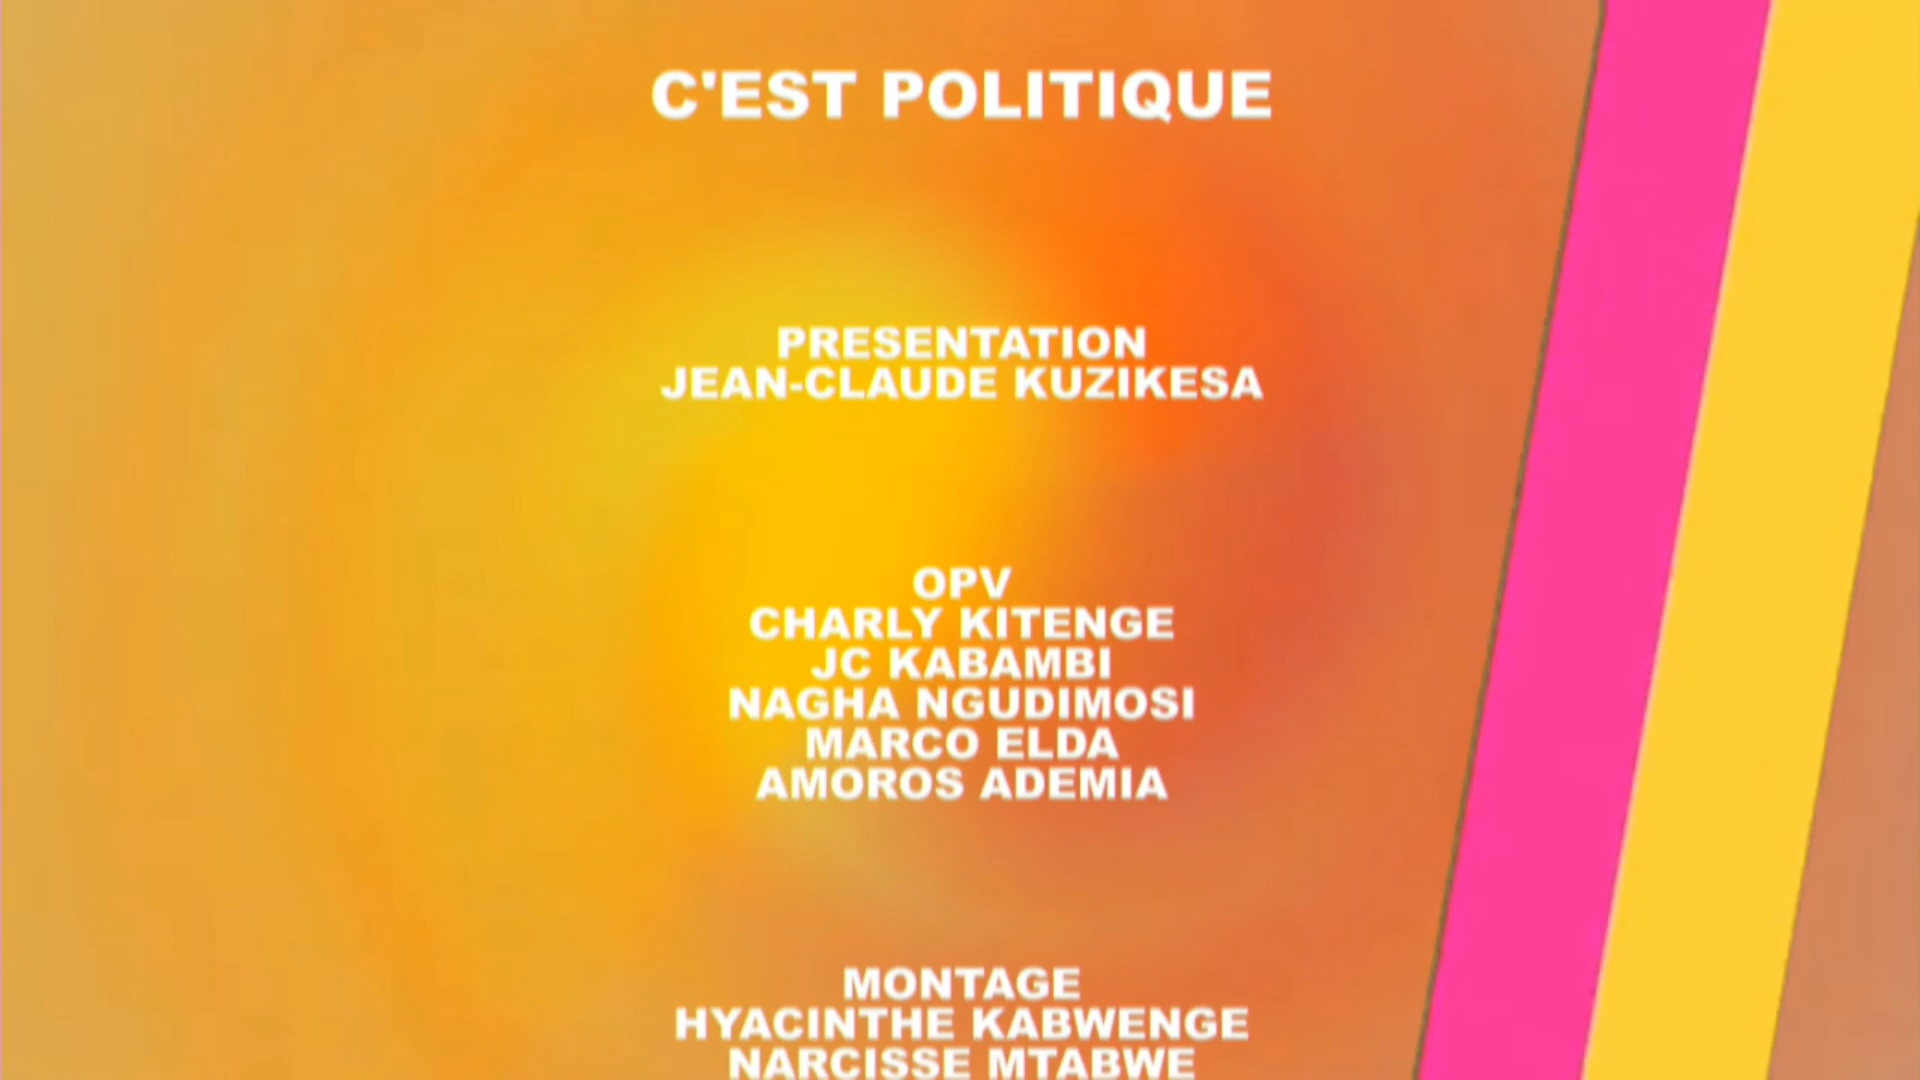 C'EST POLITIQUE
PRESENTATION
JEAN-CLAUDE KUZIKESA
OPV
CHARLY KITENGE
JC KABAMBI
NAGHA NGUDIMOSI
MARCO ELDA
AMOROS ADEMIA
MONTAGE
HYACINTHE KABWENGE
NARCISSE MTABWE